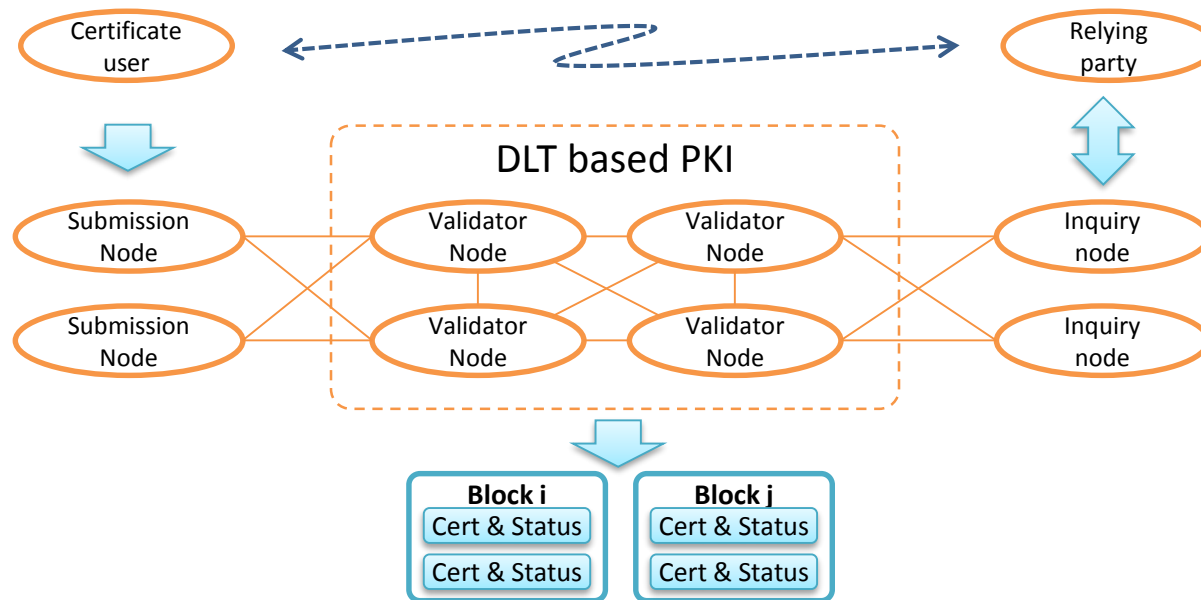 Certificate
user
Relying
party
DLT based PKI
Submission
Node
Validator
Node
Validator
Node
Inquiry
node
Submission
Node
Validator
Node
Validator
Node
Inquiry
node
Block i
Cert & Status
Cert & Status
Block j
Cert & Status
Cert & Status